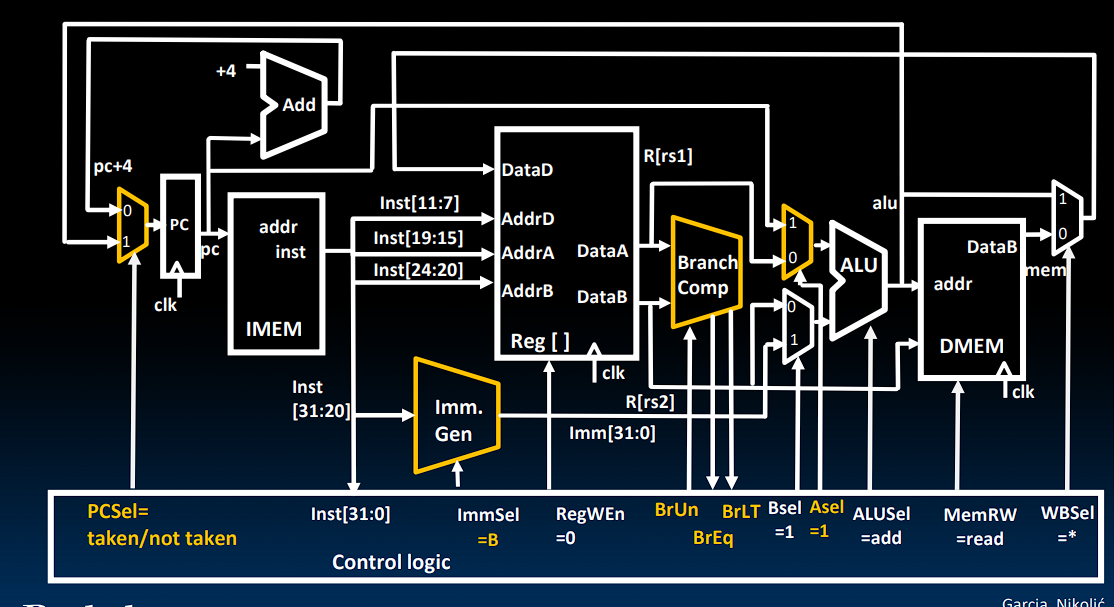 +4
Add
pc+4
0
1
PC
pc
clk
addr
inst
IMEM
Inst[11:7]
Inst[19:15]
Inst[24:20]
DataD
AddrD
AddrA
AddrB
DataA
DataB
Reg [ ]
clk
R[rs1]
Branch
Comp
1
0
0
1
ALU
alu
addr
DataB
DMEM
clk
mem
1
0
Inst
[31:20]
Imm.
Gen
R[rs2]
Imm[31:0]
PCSel=
taken/not taken
Inst[31:0]
ImmSel
=B
RegWEn
=0
BrUn
BrEq
BrLT
Bsel
=1
Asel
=1
ALUSel
=add
MemRW
=read
WBSel
=*
Control logic
Garcia, Nikolić